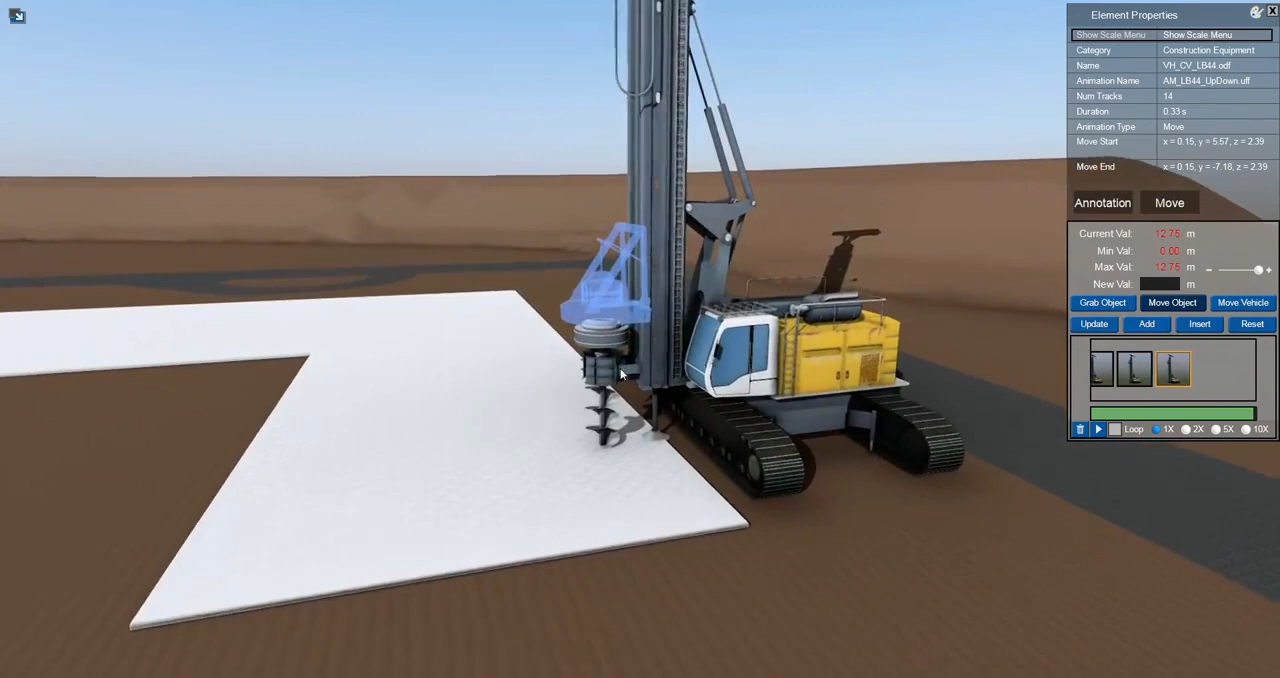 Element Properties X
Show Scale Menu Show Scale Menu
Category Construction Equipment
Name VH_CV_LB44.odf
Animation Name AM_LB44_UpDown.uff
Num Tracks 14
Duration 0.33 s
Animation Type Move
Move Start x = 0.15, y = 5.57, z = 2.39
Move End x = 0.15, y = -7.18, z = 2.39
Annotation Move
Current Val: 12.75 m
Min Val: 0.00 m
Max Val: 12.75 m - +
New Val: m
Grab Object Move Object Move Vehicle
Update Add Insert Reset
Loop 1X 2X 5X 10X